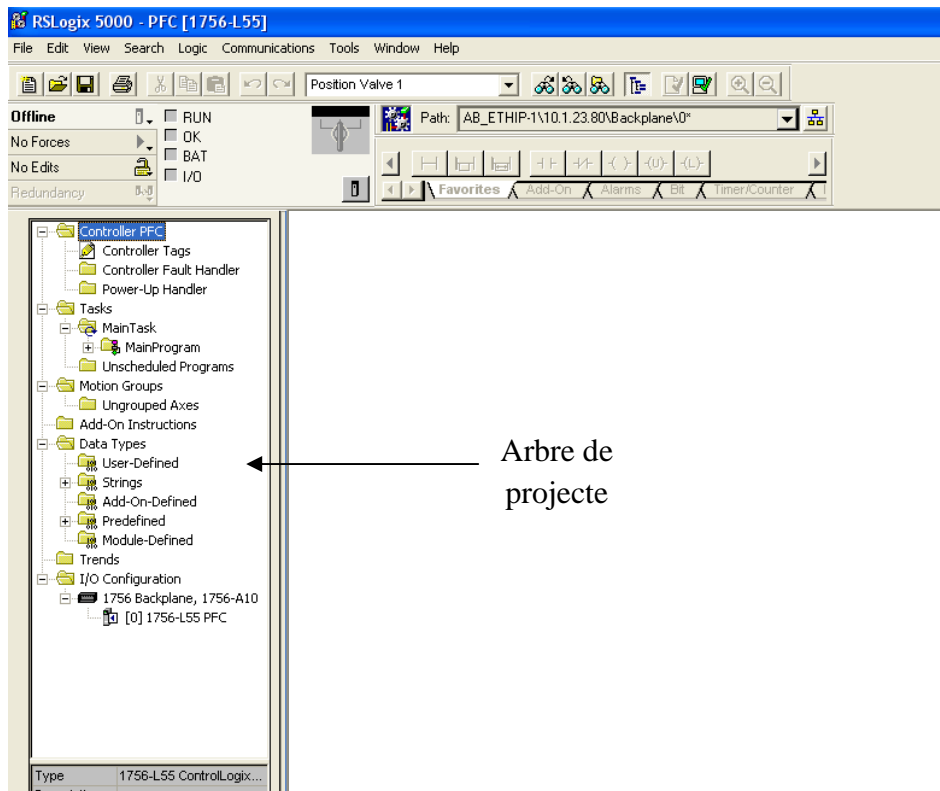 RSLogix 5000 - PFC [1756-L55]
File Edit View Search Logic Communications Tools Window Help
Position Valve 1
Offline
RUN
Path: AB_ETHIP-1\10.1.23.80\Backplane\0*
No Forces
OK
No Edits
BAT
I/O
Redundancy
Favorites Add-On Alarms Bit Timer/Counter
Controller PFC
Controller Tags
Controller Fault Handler
Power-Up Handler
Tasks
MainTask
MainProgram
Unscheduled Programs
Motion Groups
Ungrouped Axes
Add-On Instructions
Data Types
User-Defined
Strings
Add-On-Defined
Predefined
Module-Defined
Trends
I/O Configuration
1756 Backplane, 1756-A10
[0] 1756-L55 PFC
Arbre de
projecte
Type 1756-L55 ControlLogix...